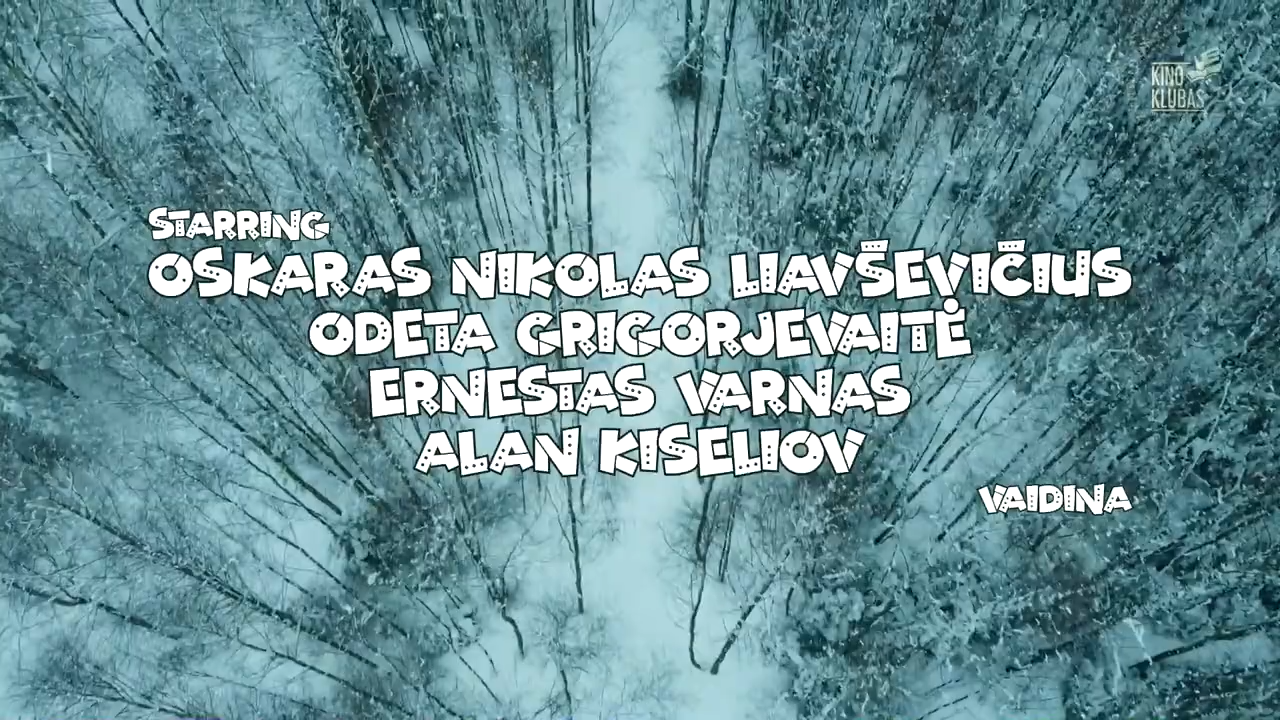 KINO
KLUBAS
STARRING
OSKARAS NIKOLAS LIAVŠEVIČIUS
ODETA GRIGORJEVAITĖ
ERNESTAS VARNAS
ALAN KISELIOV
VAIDINA